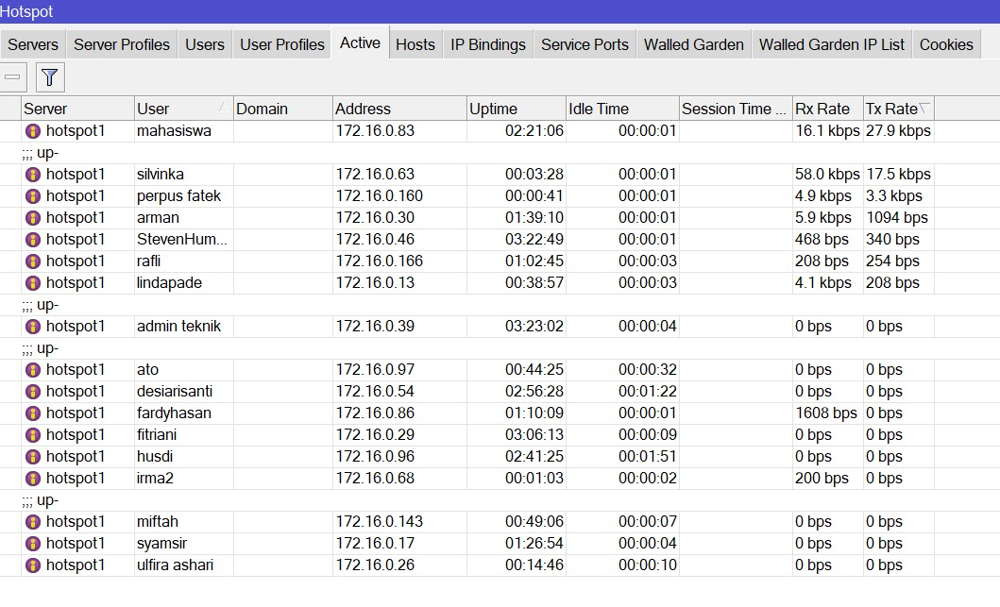 Hotspot
Servers Server Profiles Users User Profiles Active Hosts IP Bindings Service Ports Walled Garden Walled Garden IP List Cookies
Server User Domain Address Uptime Idle Time Session Time ... Rx Rate Tx Rate
hotspot1 mahasiswa 172.16.0.83 02:21:06 00:00:01 16.1 kbps 27.9 kbps
;;; up-
hotspot1 silvinka 172.16.0.63 00:03:28 00:00:01 58.0 kbps 17.5 kbps
hotspot1 perpus fatek 172.16.0.160 00:00:41 00:00:01 4.9 kbps 3.3 kbps
hotspot1 arman 172.16.0.30 01:39:10 00:00:01 5.9 kbps 1094 bps
hotspot1 StevenHum... 172.16.0.46 03:22:49 00:00:01 468 bps 340 bps
hotspot1 rafli 172.16.0.166 01:02:45 00:00:03 208 bps 254 bps
hotspot1 lindapade 172.16.0.13 00:38:57 00:00:03 4.1 kbps 208 bps
;;; up-
hotspot1 admin teknik 172.16.0.39 03:23:02 00:00:04 0 bps 0 bps
;;; up-
hotspot1 ato 172.16.0.97 00:44:25 00:00:32 0 bps 0 bps
hotspot1 desiarisanti 172.16.0.54 02:56:28 00:01:22 0 bps 0 bps
hotspot1 fardyhasan 172.16.0.86 01:10:09 00:00:01 1608 bps 0 bps
hotspot1 fitriani 172.16.0.29 03:06:13 00:00:09 0 bps 0 bps
hotspot1 husdi 172.16.0.96 02:41:25 00:01:51 0 bps 0 bps
hotspot1 irma2 172.16.0.68 00:01:03 00:00:02 200 bps 0 bps
;;; up-
hotspot1 miftah 172.16.0.143 00:49:06 00:00:07 0 bps 0 bps
hotspot1 syamsir 172.16.0.17 01:26:54 00:00:04 0 bps 0 bps
hotspot1 ulfira ashari 172.16.0.26 00:14:46 00:00:10 0 bps 0 bps